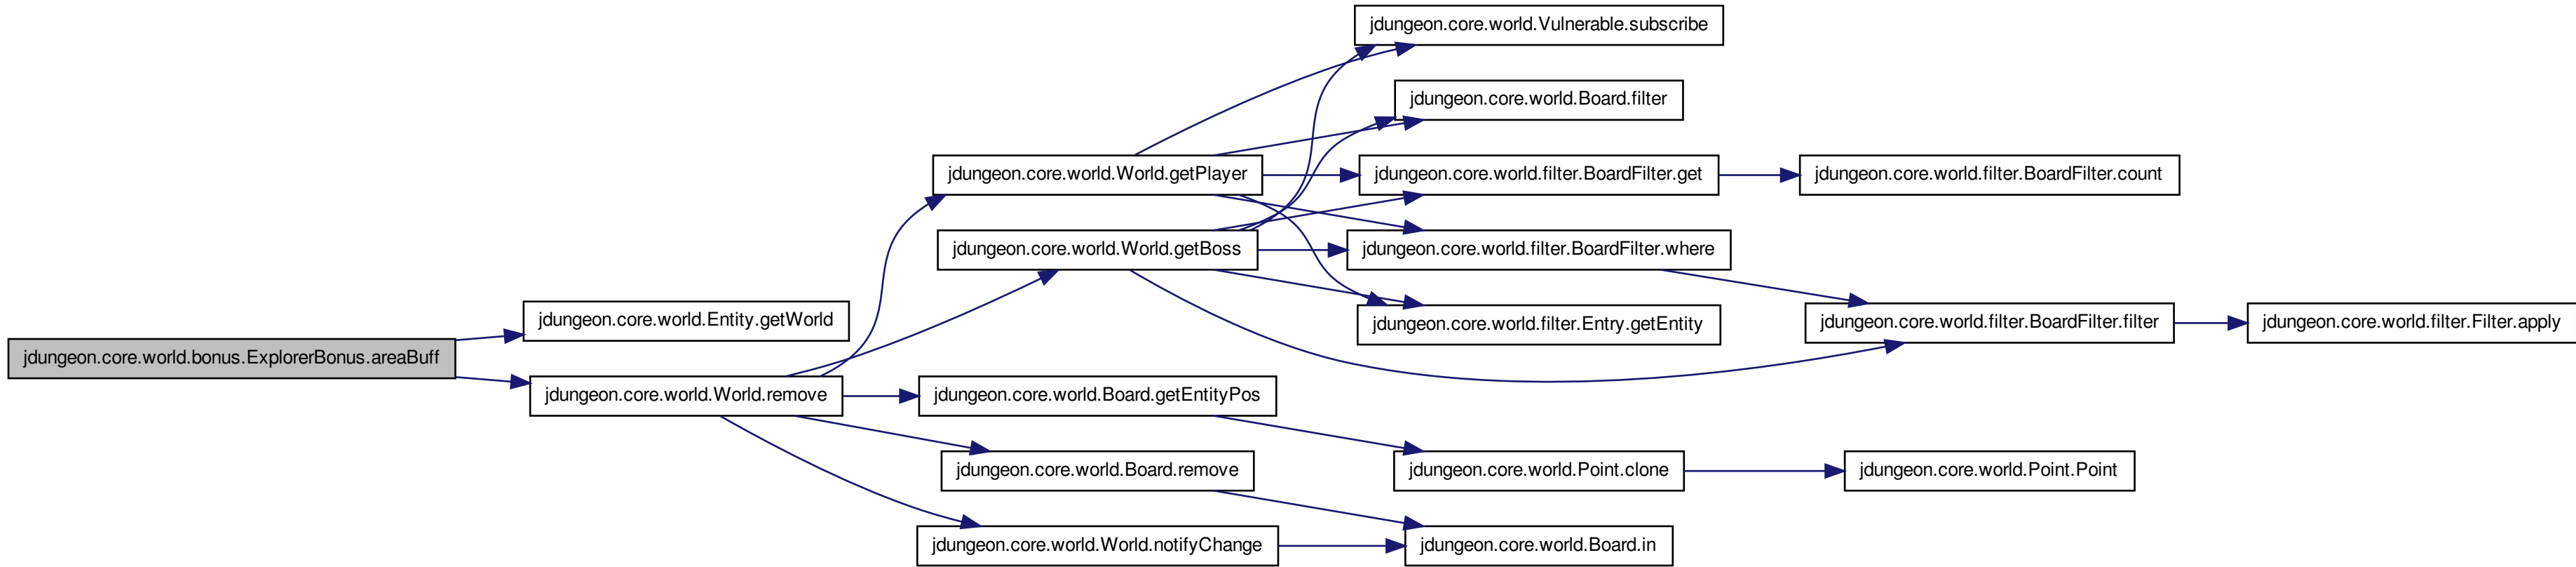 jdungeon.core.world.Vulnerable.subscribe
jdungeon.core.world.Board.filter
jdungeon.core.world.World.getPlayer
jdungeon.core.world.filter.BoardFilter.get
jdungeon.core.world.filter.BoardFilter.count
jdungeon.core.world.World.getBoss
jdungeon.core.world.filter.BoardFilter.where
jdungeon.core.world.Entity.getWorld
jdungeon.core.world.filter.Entry.getEntity
jdungeon.core.world.filter.BoardFilter.filter
jdungeon.core.world.filter.Filter.apply
jdungeon.core.world.bonus.ExplorerBonus.areaBuff
jdungeon.core.world.World.remove
jdungeon.core.world.Board.getEntityPos
jdungeon.core.world.Board.remove
jdungeon.core.world.Point.clone
jdungeon.core.world.Point.Point
jdungeon.core.world.World.notifyChange
jdungeon.core.world.Board.in